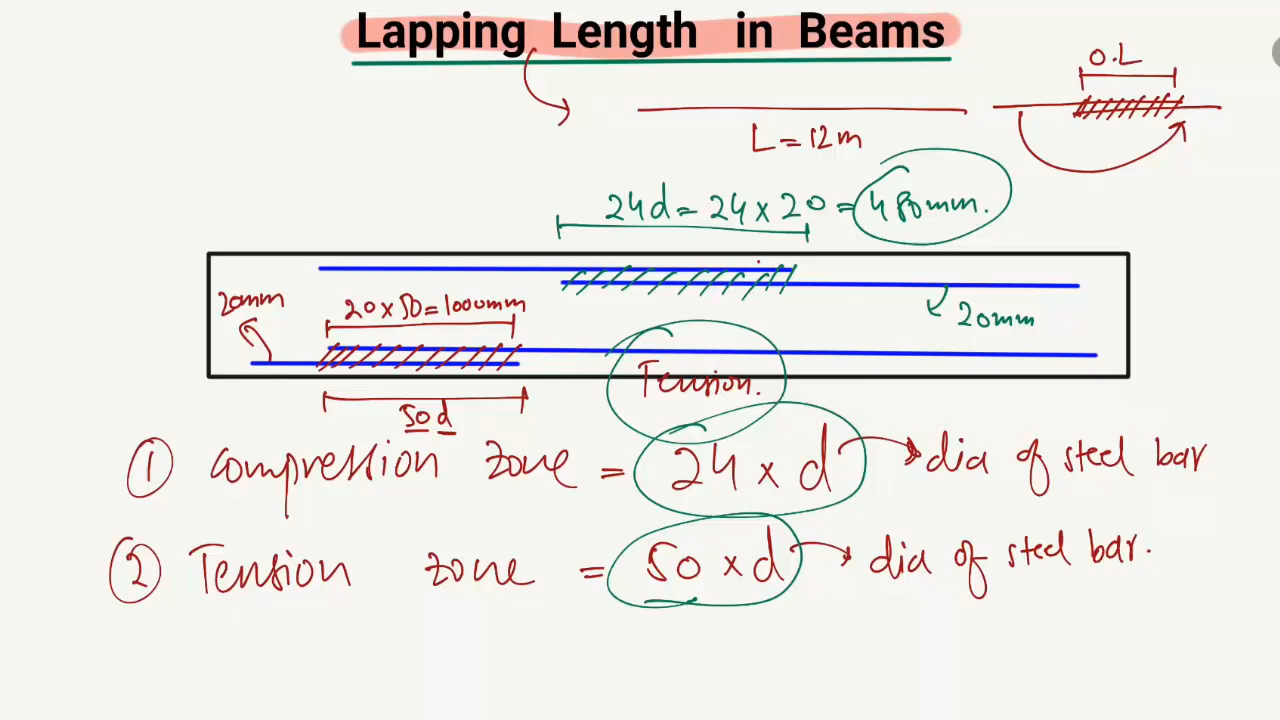 Lapping Length in Beams
O.L
L = 12m
24d = 24 x 20 = 480mm.
20mm
20 x 50 = 1000mm
20mm
Tension.
50 d
① compression zone = 24 x d → dia of steel bar
② Tension zone = 50 x d → dia of steel bar.